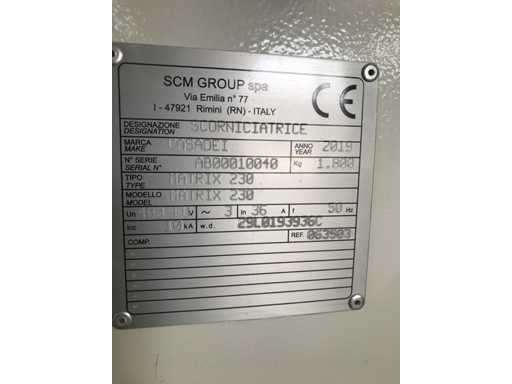 SCM GROUP spa
Via Emilia n° 77
I - 47921 Rimini (RN) - ITALY
CE
DESIGNAZIONE DESIGNATION SCORNICIATRICE
MARCA MAKE CASADEI ANNO YEAR 2019
N° SERIE SERIAL N° AB00010040 Kg 1.800
TIPO TYPE MATRIX 230
MODELLO MODEL MATRIX 230
Un V ~ 3 In 36 A f 50 Hz
Icc 10 kA w.d. 29L0193936C
COMP. REF. 063503